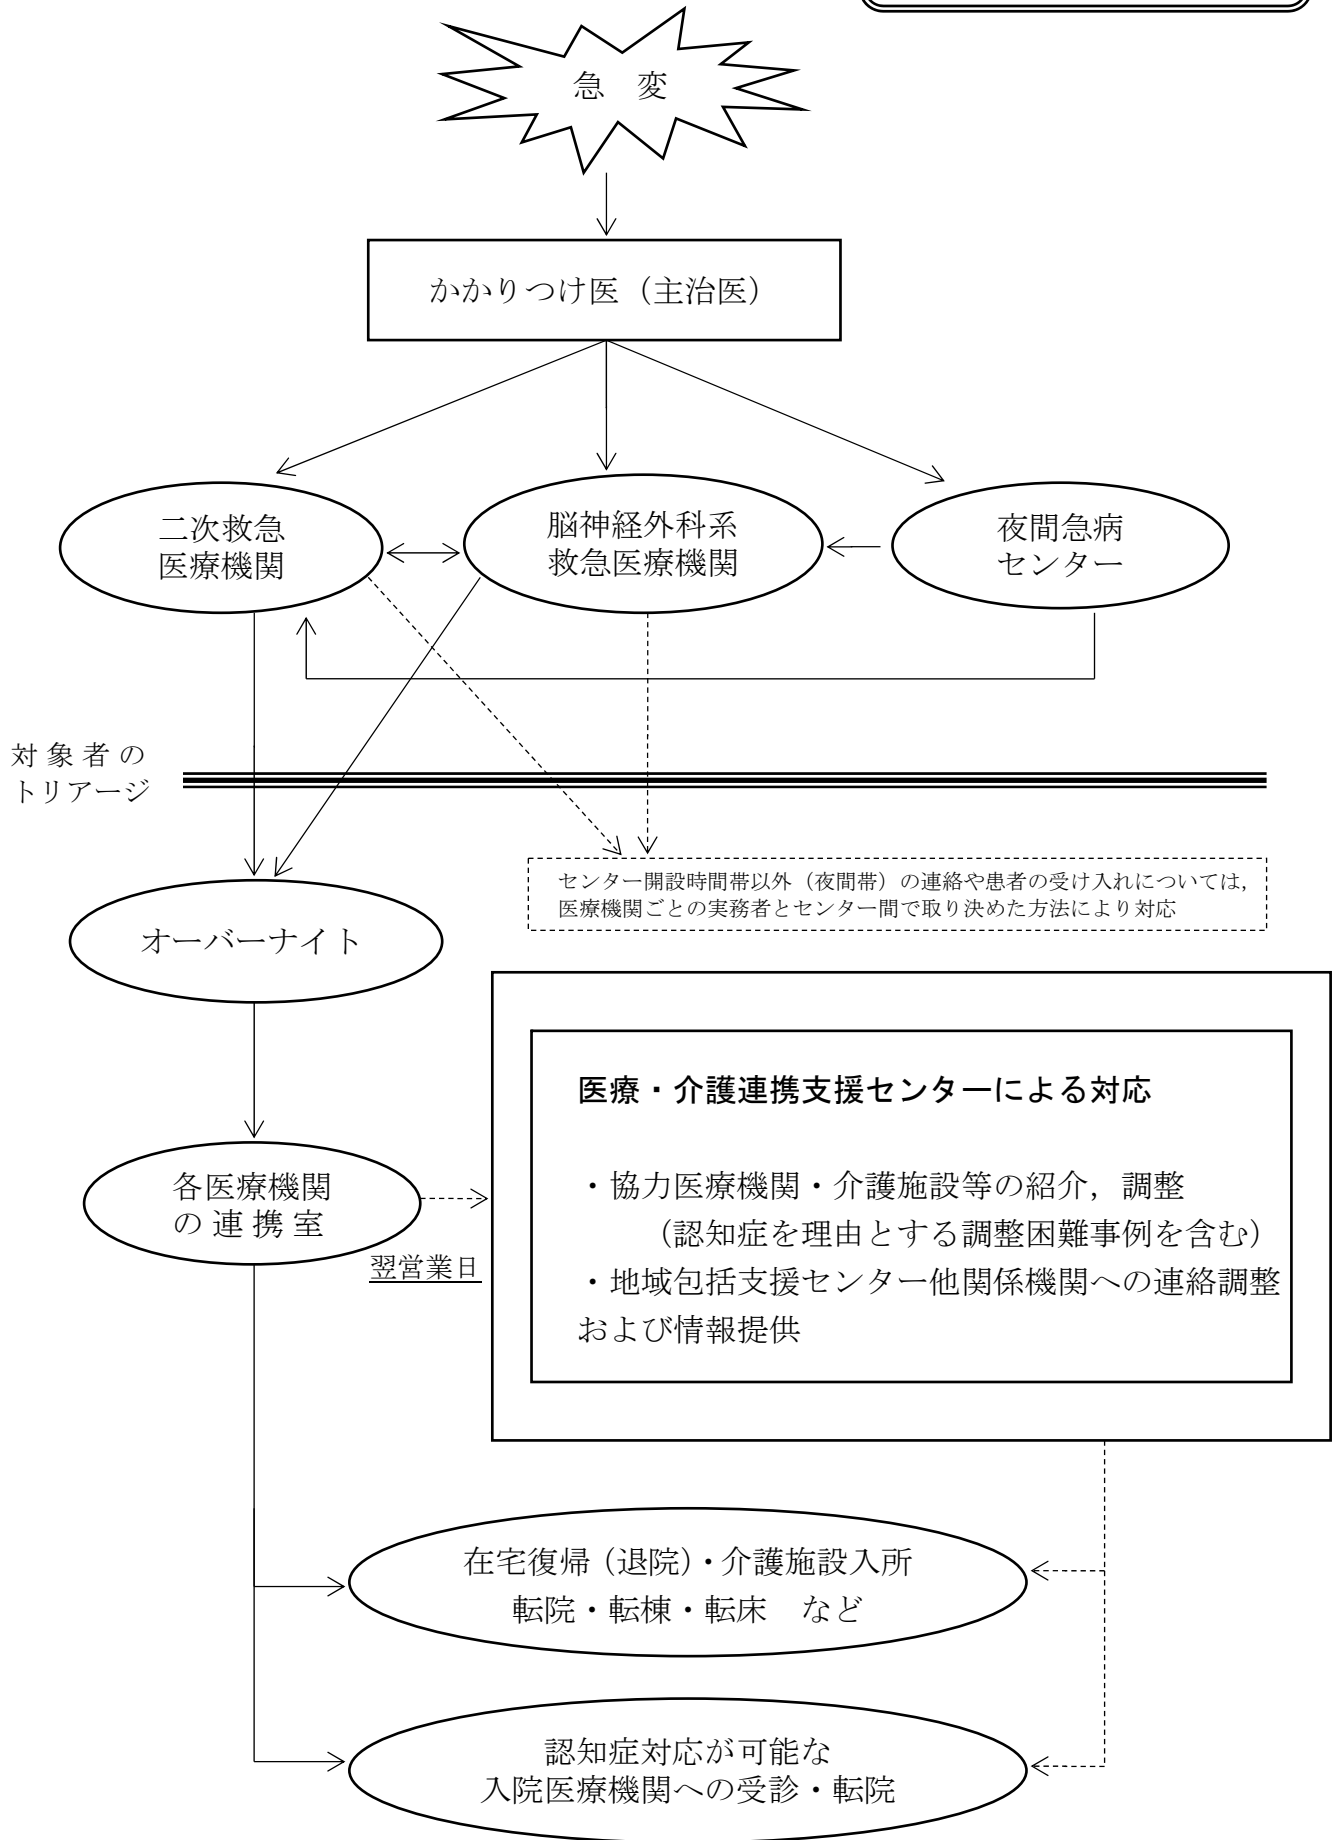 急　変
かかりつけ医（主治医）
二次救急
医療機関
脳神経外科系
救急医療機関
夜間急病
センター
対象者の
トリアージ
センター開設時間帯以外（夜間帯）の連絡や患者の受け入れについては，
医療機関ごとの実務者とセンター間で取り決めた方法により対応
オーバーナイト
医療・介護連携支援センターによる対応
・協力医療機関・介護施設等の紹介，調整
（認知症を理由とする調整困難事例を含む）
・地域包括支援センター他関係機関への連絡調整
および情報提供
各医療機関
の連携室
翌営業日
在宅復帰（退院）・介護施設入所
転院・転棟・転床　など
認知症対応が可能な
入院医療機関への受診・転院